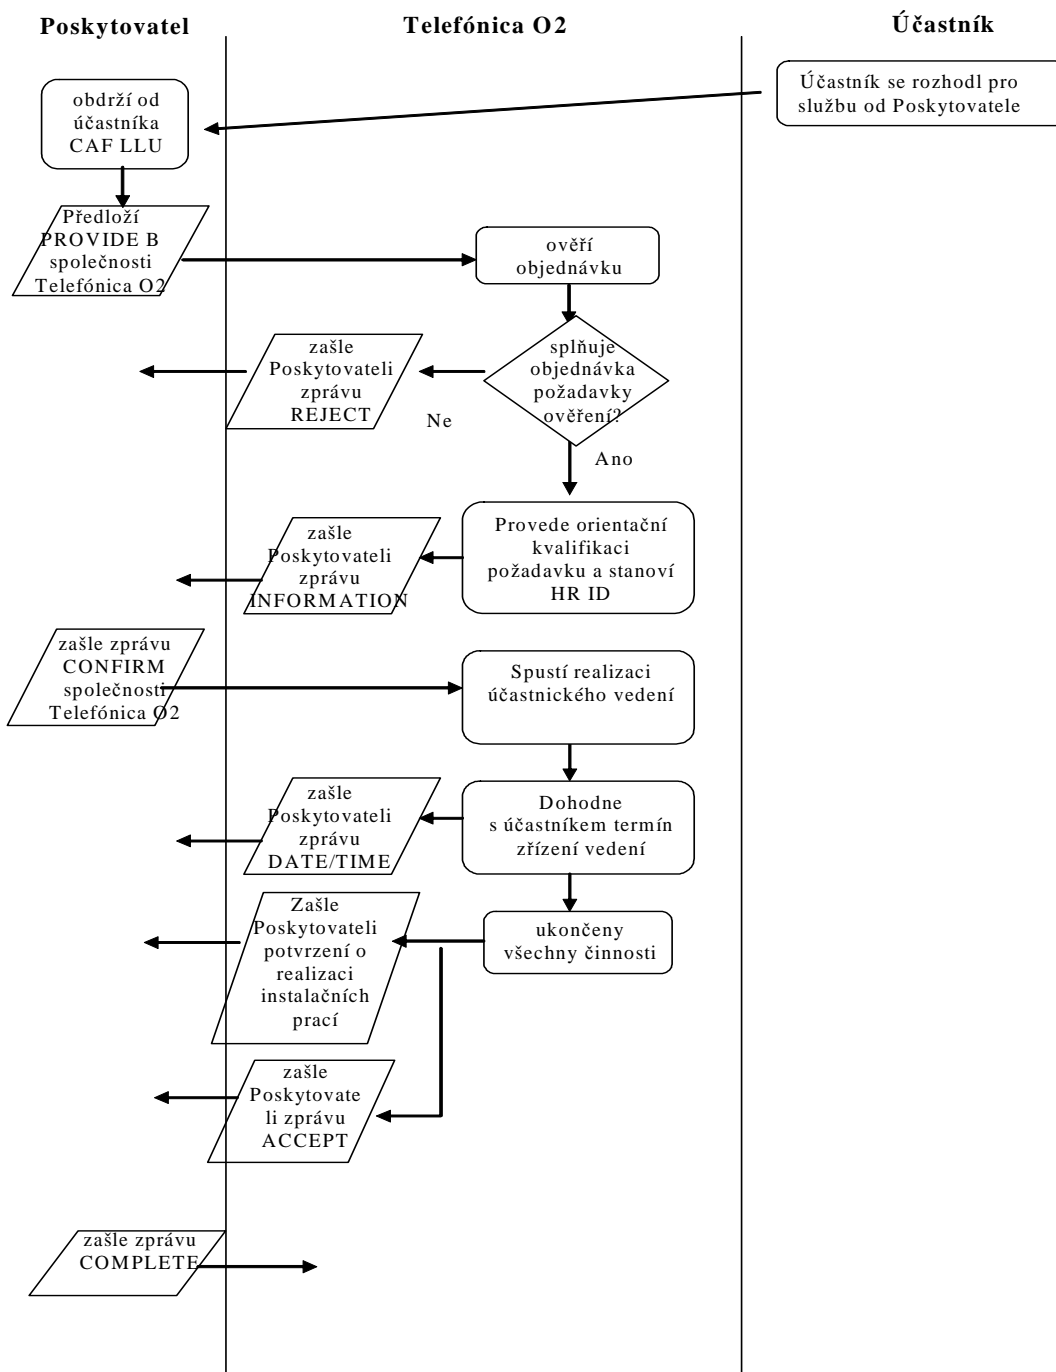 Poskytovatel
Telefónica O2
Účastník
Účastník se rozhodl pro
službu od Poskytovatele
obdrží od
účastníka
CAF LLU
Předloží
PROVIDE B
společnosti
Telefónica O2
ověří
objednávku
splňuje
objednávka
požadavky
ověření?
zašle
Poskytovateli
zprávu
REJECT
Ne
Ano
Provede orientační
kvalifikaci
požadavku a stanoví
HR ID
zašle
Poskytovateli
zprávu
INFORMATION
zašle zprávu
CONFIRM
společnosti
Telefónica O2
Spustí realizaci
účastnického vedení
Dohodne
s účastníkem termín
zřízení vedení
zašle
Poskytovateli
zprávu
DATE/TIME
ukončeny
všechny činnosti
Zašle
Poskytovateli
potvrzení o
realizaci
instalačních
prací
zašle
Poskytovate
li zprávu
ACCEPT
zašle zprávu
COMPLETE